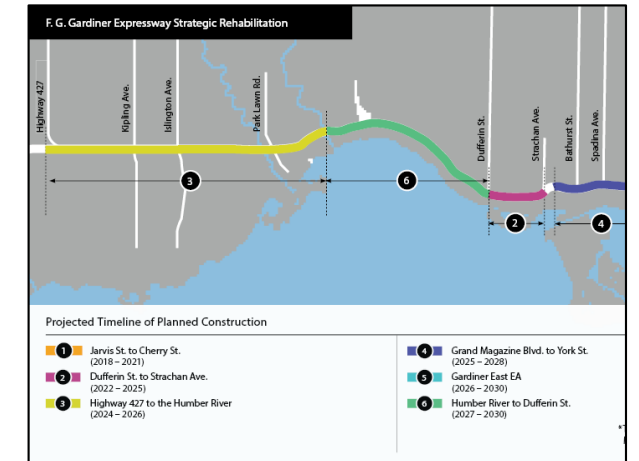 F. G. Gardiner Expressway Strategic Rehabilitation
Highway 427
Kipling Ave.
Islington Ave.
Park Lawn Rd.
Dufferin St.
Strachan Ave.
Bathurst St.
Spadina Ave.
3
6
2
4
Projected Timeline of Planned Construction
1 Jarvis St. to Cherry St.
(2018 – 2021)
2 Dufferin St. to Strachan Ave.
(2022 – 2025)
3 Highway 427 to the Humber River
(2024 – 2026)
4 Grand Magazine Blvd. to York St.
(2025 – 2028)
5 Gardiner East EA
(2026 – 2030)
6 Humber River to Dufferin St.
(2027 – 2030)